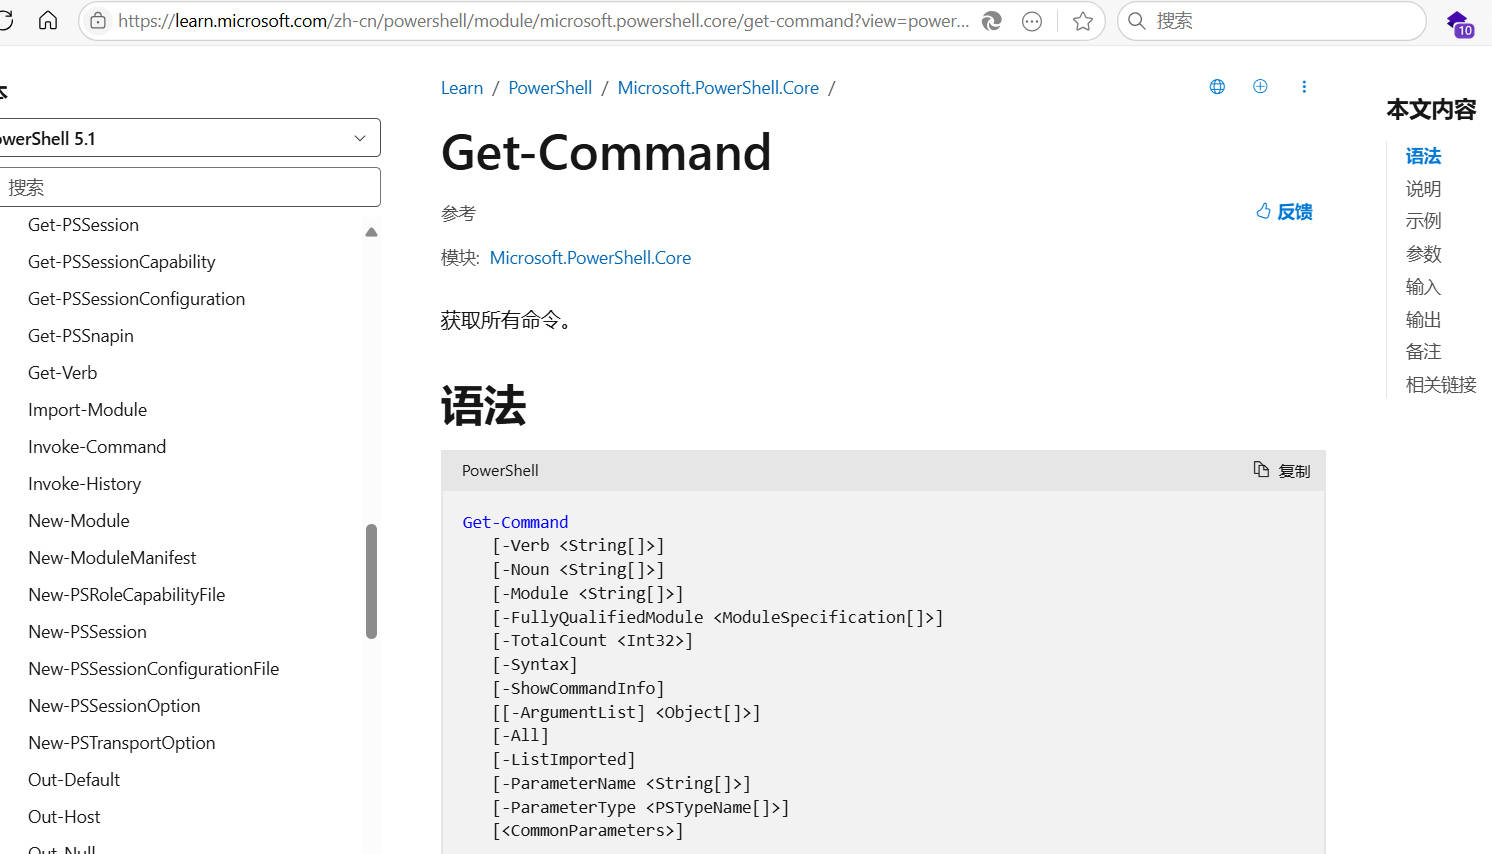 https://learn.microsoft.com/zh-cn/powershell/module/microsoft.powershell.core/get-command?view=power...
搜索
10
本
owerShell 5.1
搜索
Get-PSSession
Get-PSSessionCapability
Get-PSSessionConfiguration
Get-PSSnapin
Get-Verb
Import-Module
Invoke-Command
Invoke-History
New-Module
New-ModuleManifest
New-PSRoleCapabilityFile
New-PSSession
New-PSSessionConfigurationFile
New-PSSessionOption
New-PSTransportOption
Out-Default
Out-Host
Out-Null
Learn / PowerShell / Microsoft.PowerShell.Core /
Get-Command
参考
反馈
模块: Microsoft.PowerShell.Core
获取所有命令。
语法
PowerShell
复制
Get-Command
[-Verb <String[]>]
[-Noun <String[]>]
[-Module <String[]>]
[-FullyQualifiedModule <ModuleSpecification[]>]
[-TotalCount <Int32>]
[-Syntax]
[-ShowCommandInfo]
[[-ArgumentList] <Object[]>]
[-All]
[-ListImported]
[-ParameterName <String[]>]
[-ParameterType <PSTypeName[]>]
[<CommonParameters>]
本文内容
语法
说明
示例
参数
输入
输出
备注
相关链接